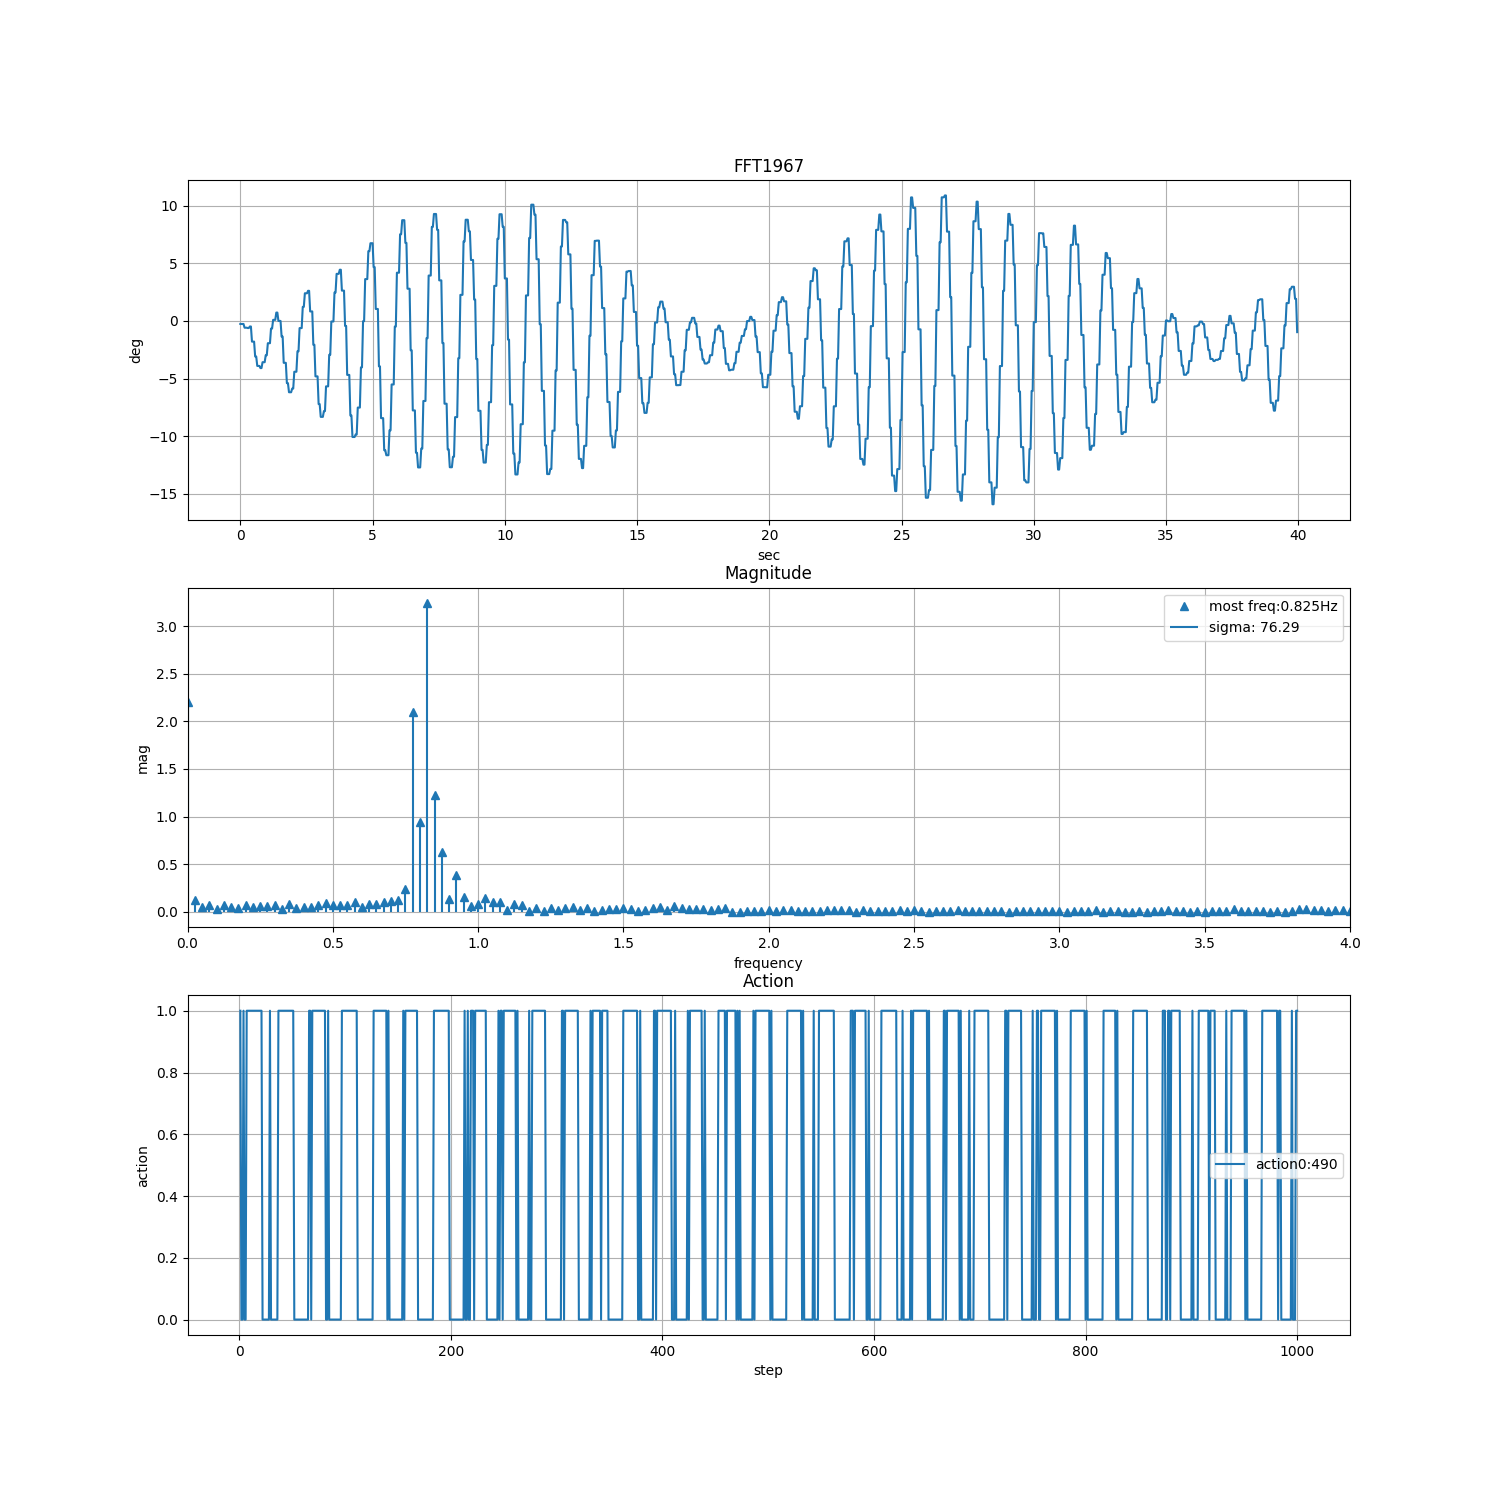 FFT1967
10
5
0
−5
−10
−15
deg
0 5 10 15 20 25 30 35 40
sec
Magnitude
most freq:0.825Hz
sigma: 76.29
3.0
2.5
2.0
1.5
1.0
0.5
0.0
mag
0.0 0.5 1.0 1.5 2.0 2.5 3.0 3.5 4.0
frequency
Action
1.0
0.8
0.6
0.4
0.2
0.0
action
action0:490
0 200 400 600 800 1000
step